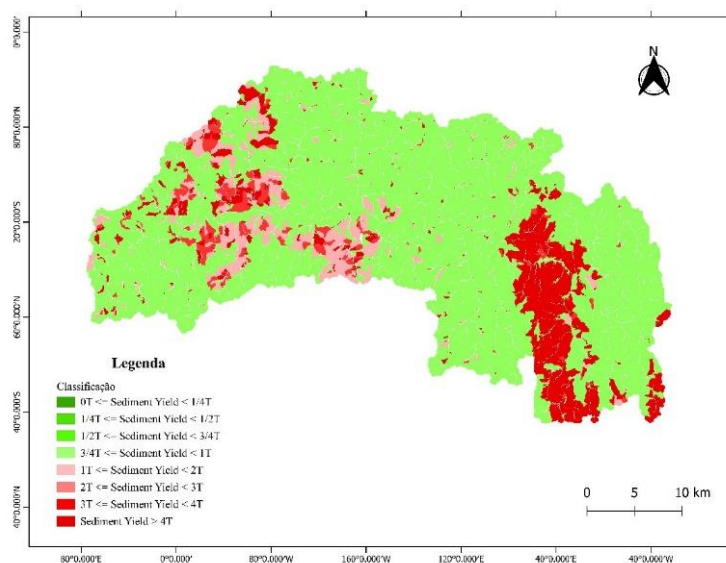 N
0°0.000'
80°0.000'N
20°0.000'S
60°0.000'N
40°0.000'S
40°0.000'N
Legenda
Classificação
0T <= Sediment Yield < 1/4T
1/4T <= Sediment Yield < 1/2T
1/2T <= Sediment Yield < 3/4T
3/4T <= Sediment Yield < 1T
1T <= Sediment Yield < 2T
2T <= Sediment Yield < 3T
3T <= Sediment Yield < 4T
Sediment Yield > 4T
0 5 10 km
80°0.000'E 0°0.000' 80°0.000'W 160°0.000'W 120°0.000'E 40°0.000'E 40°0.000'W